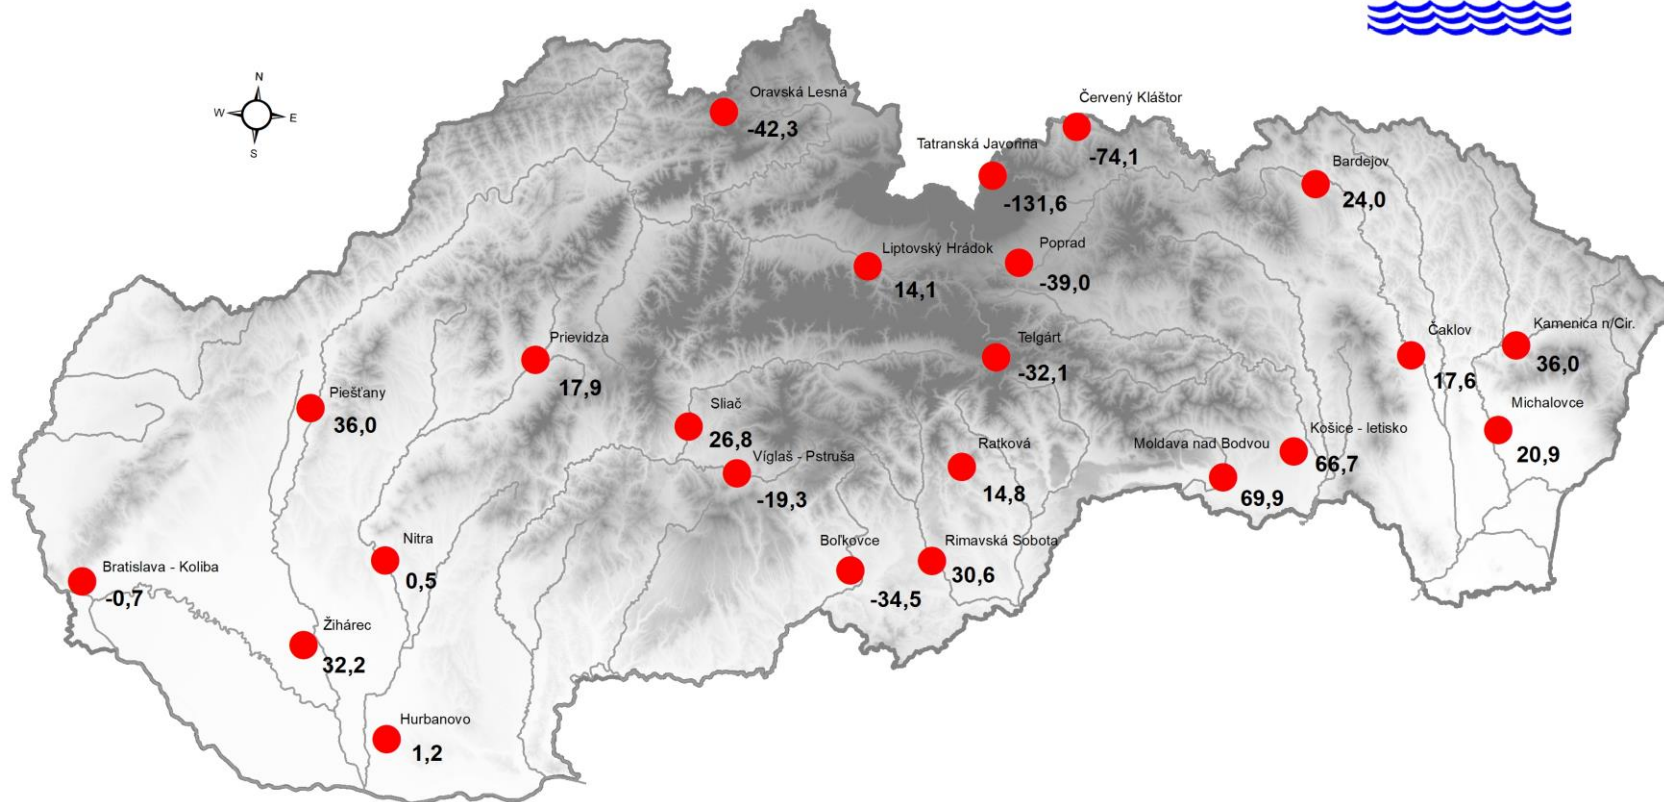 N
W
E
S
Oravská Lesná
-42,3
Červený Kláštor
-74,1
Tatranská Javorina
-131,6
Bardejov
24,0
Liptovský Hrádok
14,1
Poprad
-39,0
Prievidza
17,9
Telgárt
-32,1
Čaklov
17,6
Kamenica n/Cir.
36,0
Piešťany
36,0
Sliač
26,8
Michalovce
20,9
Ratková
14,8
Moldava nad Bodvou
69,9
Košice - letisko
66,7
Víglaš - Pstruša
-19,3
Nitra
0,5
Boľkovce
-34,5
Rimavská Sobota
30,6
Bratislava - Koliba
-0,7
Žihárec
32,2
Hurbanovo
1,2